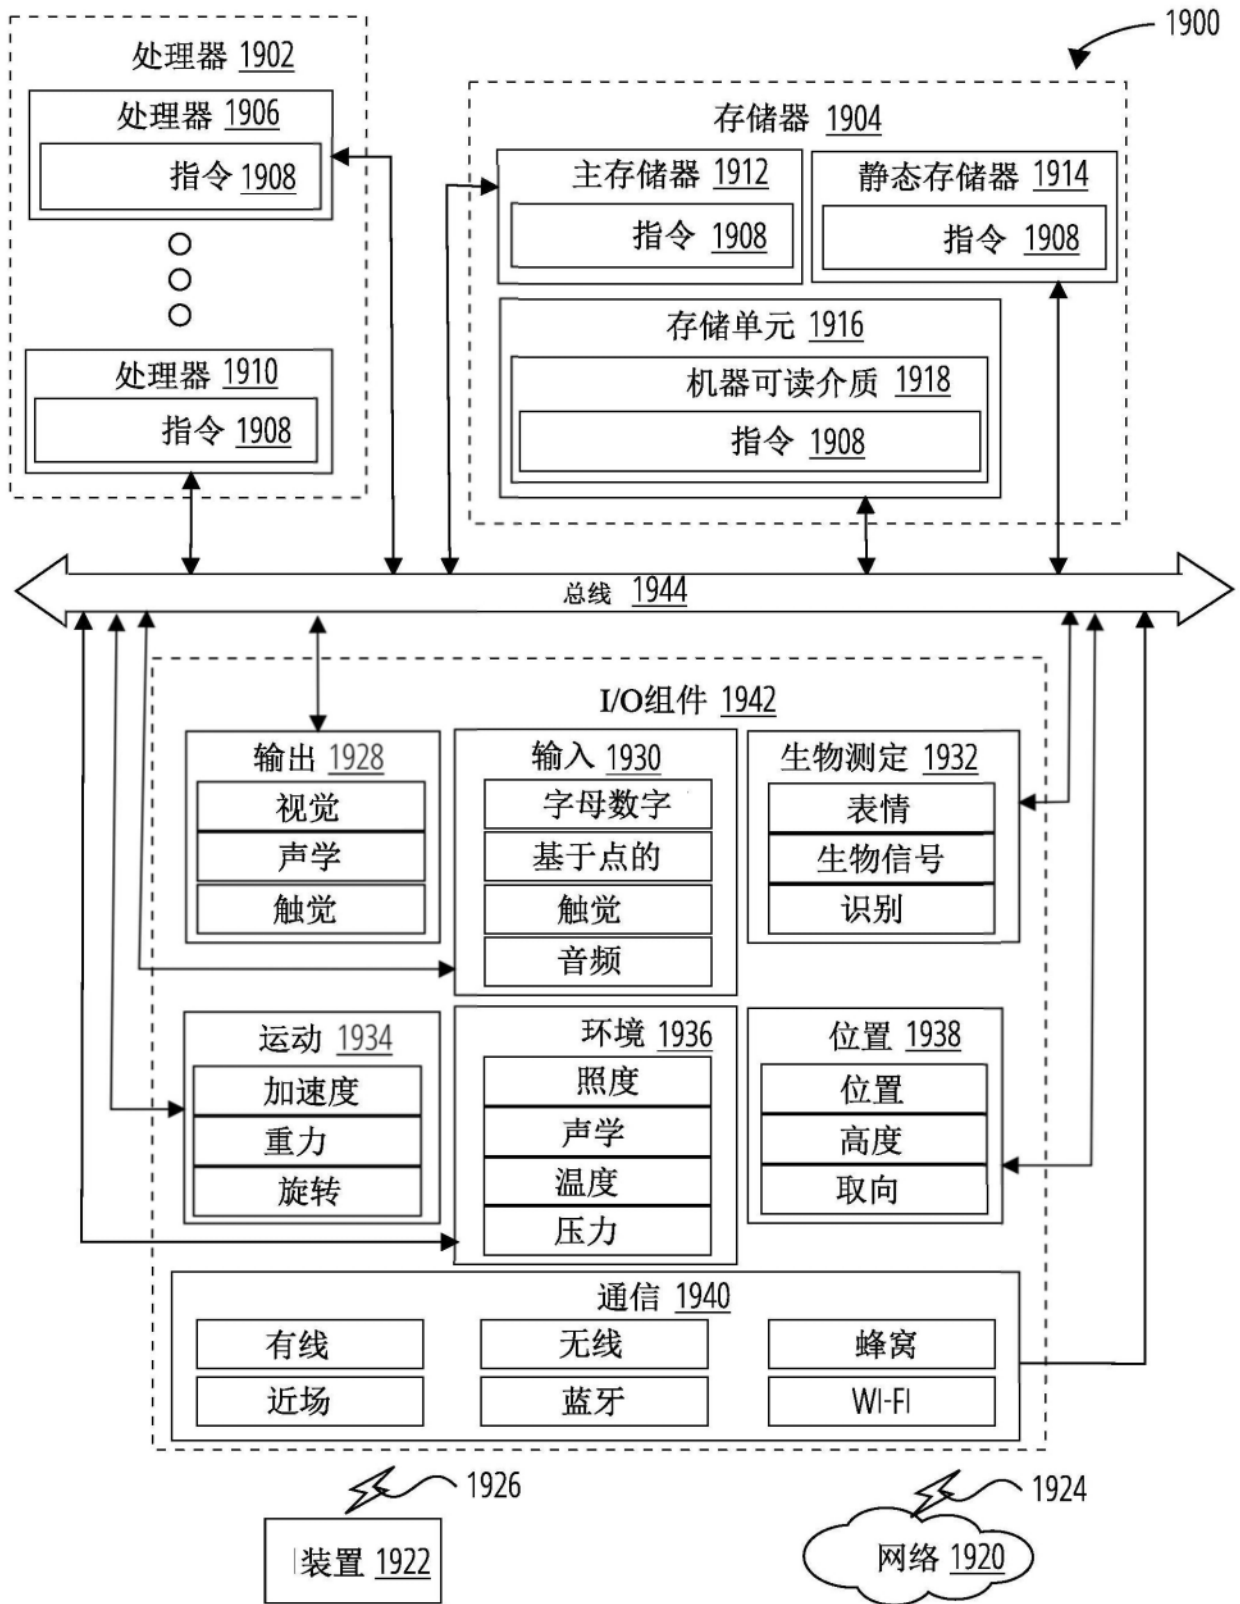 1900
处理器 1902
处理器 1906
指令 1908
处理器 1910
指令 1908
存储器 1904
主存储器 1912
指令 1908
静态存储器 1914
指令 1908
存储单元 1916
机器可读介质 1918
指令 1908
总线 1944
I/O组件 1942
输出 1928
视觉
声学
触觉
输入 1930
字母数字
基于点的
触觉
音频
生物测定 1932
表情
生物信号
识别
运动 1934
加速度
重力
旋转
环境 1936
照度
声学
温度
压力
位置 1938
位置
高度
取向
通信 1940
有线
无线
蜂窝
近场
蓝牙
WI-FI
1926
1924
装置 1922
网络 1920